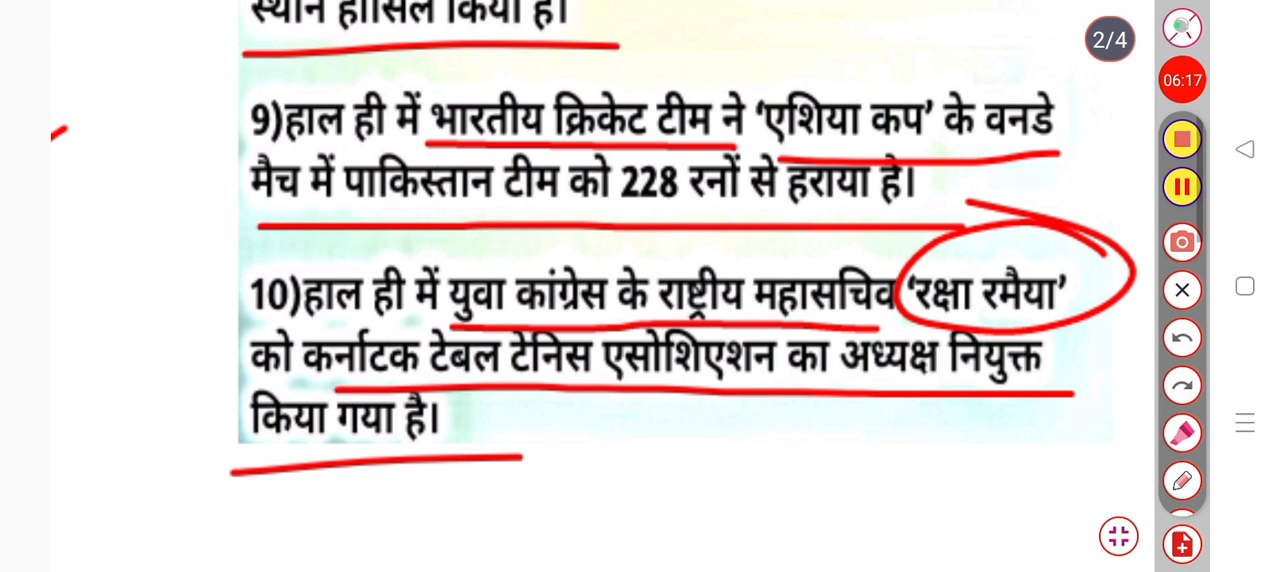 स्थान हासिल किया है।
2/4
06:17
9)हाल ही में भारतीय क्रिकेट टीम ने ‘एशिया कप’ के वनडे
मैच में पाकिस्तान टीम को 228 रनों से हराया है।
10)हाल ही में युवा कांग्रेस के राष्ट्रीय महासचिव ‘रक्षा रमैया’
को कर्नाटक टेबल टेनिस एसोशिएशन का अध्यक्ष नियुक्त
किया गया है।